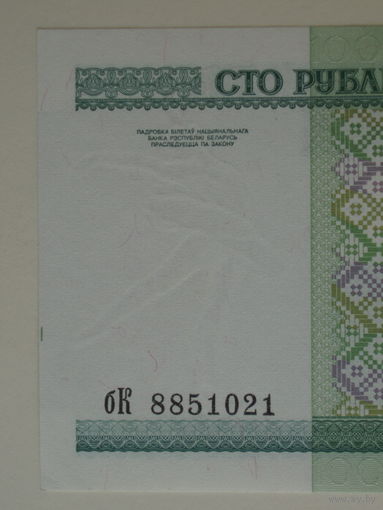 СТО РУБЛ
ПАДРОБКА БІЛЕТАЎ НАЦЫЯНАЛЬНАГА
БАНКА РЭСПУБЛІКІ БЕЛАРУСЬ
ПРАСЛЕДУЕЦЦА ПА ЗАКОНУ
бК 8851021